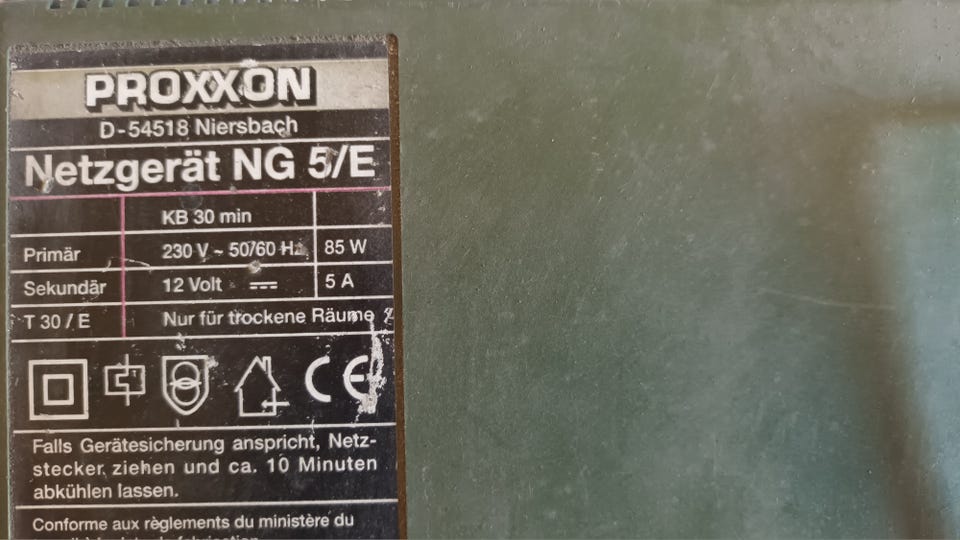 PROXXON
D-54518 Niersbach
Netzgerät NG 5/E
KB 30 min
Primär 230 V ~ 50/60 Hz 85 W
Sekundär 12 Volt ⎓ 5 A
T 30 / E Nur für trockene Räume
CE
Falls Gerätesicherung anspricht, Netz-
stecker ziehen und ca. 10 Minuten
abkühlen lassen.
Conforme aux règlements du ministère du